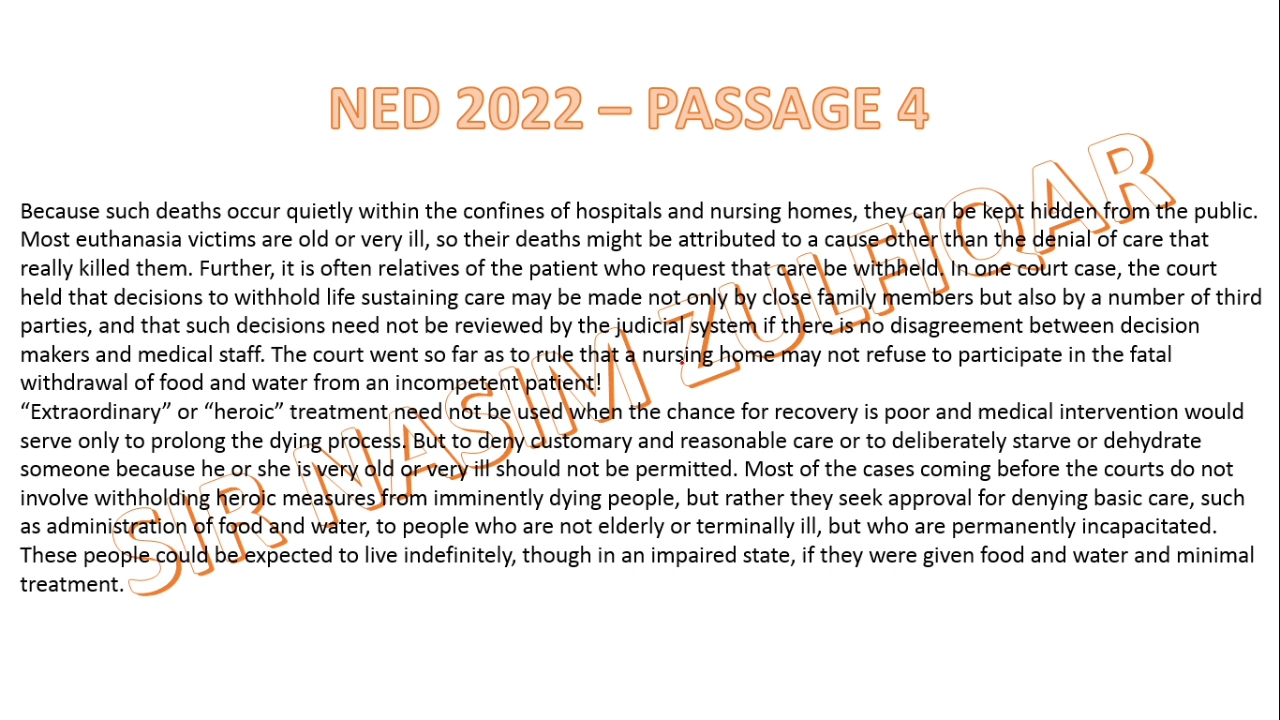 NED 2022 – PASSAGE 4
Because such deaths occur quietly within the confines of hospitals and nursing homes, they can be kept hidden from the public.
Most euthanasia victims are old or very ill, so their deaths might be attributed to a cause other than the denial of care that
really killed them. Further, it is often relatives of the patient who request that care be withheld. In one court case, the court
held that decisions to withhold life sustaining care may be made not only by close family members but also by a number of third
parties, and that such decisions need not be reviewed by the judicial system if there is no disagreement between decision
makers and medical staff. The court went so far as to rule that a nursing home may not refuse to participate in the fatal
withdrawal of food and water from an incompetent patient!
“Extraordinary” or “heroic” treatment need not be used when the chance for recovery is poor and medical intervention would
serve only to prolong the dying process. But to deny customary and reasonable care or to deliberately starve or dehydrate
someone because he or she is very old or very ill should not be permitted. Most of the cases coming before the courts do not
involve withholding heroic measures from imminently dying people, but rather they seek approval for denying basic care, such
as administration of food and water, to people who are not elderly or terminally ill, but who are permanently incapacitated.
These people could be expected to live indefinitely, though in an impaired state, if they were given food and water and minimal
treatment.
SIR NASIIM ZULFIQAR